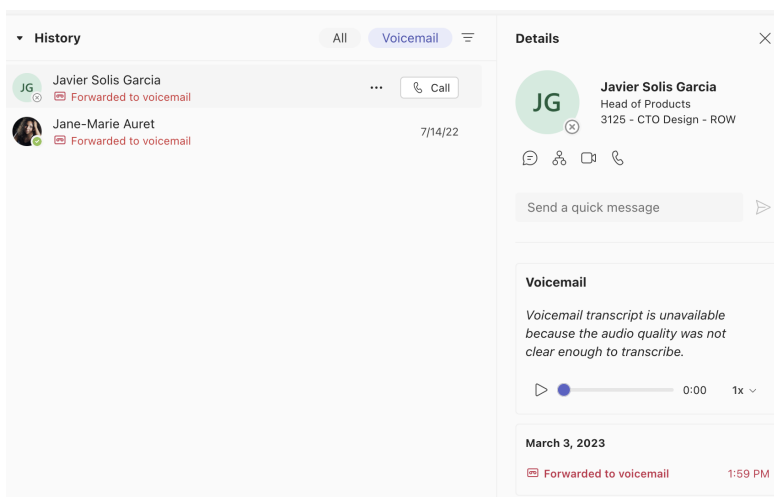 History
All
Voicemail
JG
Javier Solis Garcia
Forwarded to voicemail
Call
Jane-Marie Auret
Forwarded to voicemail
7/14/22
Details
JG
Javier Solis Garcia
Head of Products
3125 - CTO Design - ROW
Send a quick message
Voicemail
Voicemail transcript is unavailable
because the audio quality was not
clear enough to transcribe.
0:00
1x
March 3, 2023
Forwarded to voicemail
1:59 PM